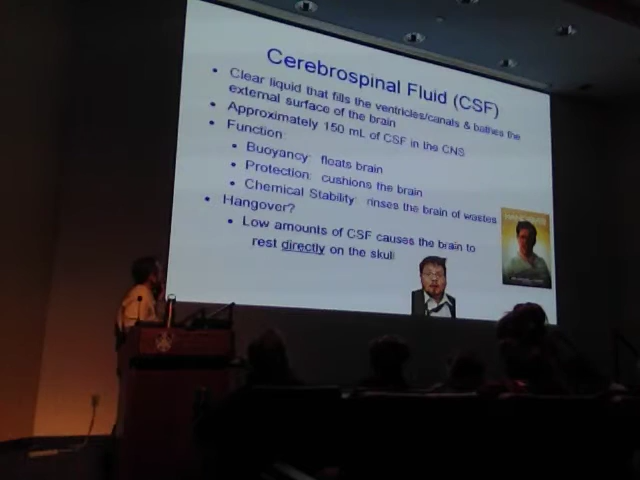 Cerebrospinal Fluid (CSF)
• Clear liquid that fills the ventricles/canals & bathes the
external surface of the brain
• Approximately 150 mL of CSF in the CNS
• Function:
• Buoyancy: floats brain
• Protection: cushions the brain
• Chemical Stability: rinses the brain of wastes
• Hangover?
• Low amounts of CSF causes the brain to
rest directly on the skull